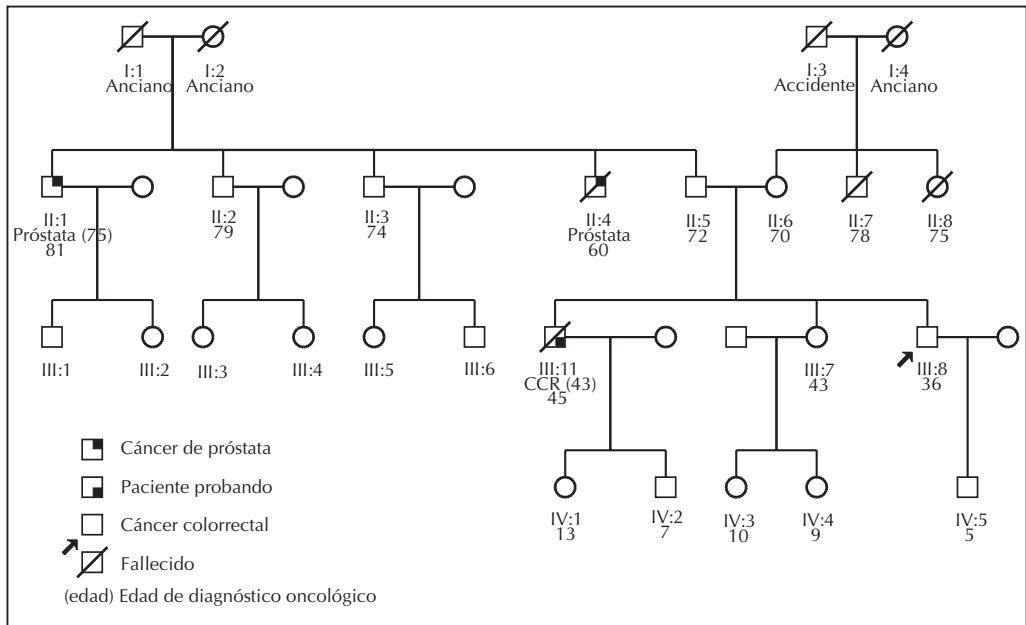 I:1
Anciano
I:2
Anciano
I:3
Accidente
I:4
Anciano
II:1
Próstata (75)
81
II:2
79
II:3
74
II:4
Próstata
60
II:5
72
II:6
70
II:7
78
II:8
75
III:1
III:2
III:3
III:4
III:5
III:6
III:11
CCR (43)
45
III:7
43
III:8
36
IV:1
13
IV:2
7
IV:3
10
IV:4
9
IV:5
5
Cáncer de próstata
Paciente probando
Cáncer colorrectal
Fallecido
(edad) Edad de diagnóstico oncológico